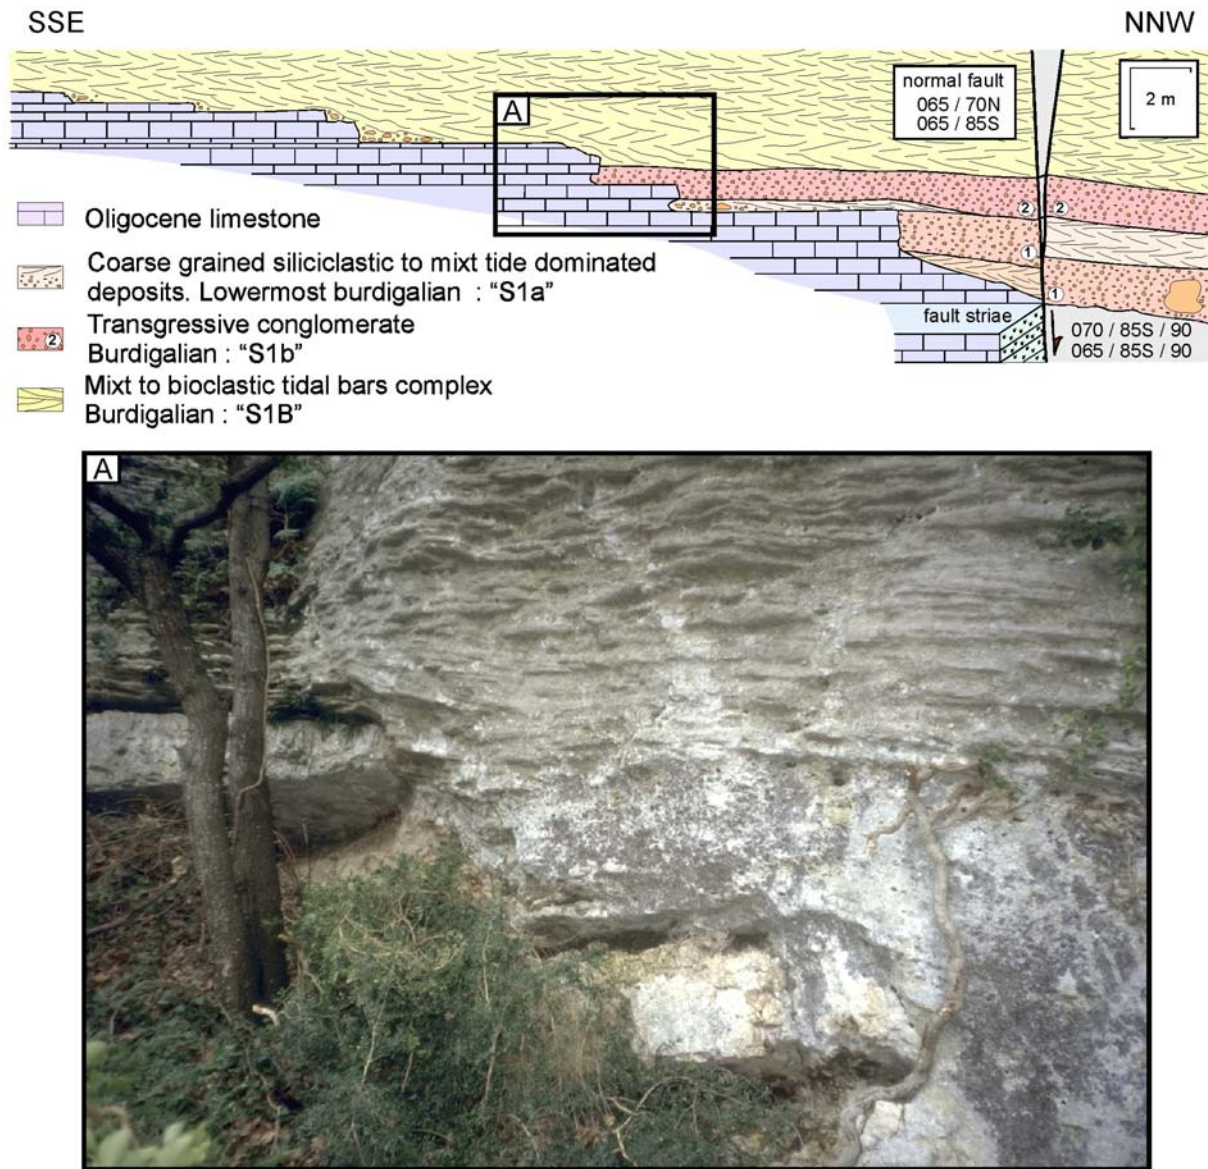 SSE
NNW
normal fault
065 / 70N
065 / 85S
2 m
A
2 2
1
1
Oligocene limestone
Coarse grained siliciclastic to mixt tide dominated
deposits. Lowermost burdigalian : "S1a"
fault striae
070 / 85S / 90
065 / 85S / 90
2
Transgressive conglomerate
Burdigalian : "S1b"
Mixt to bioclastic tidal bars complex
Burdigalian : "S1B"
A